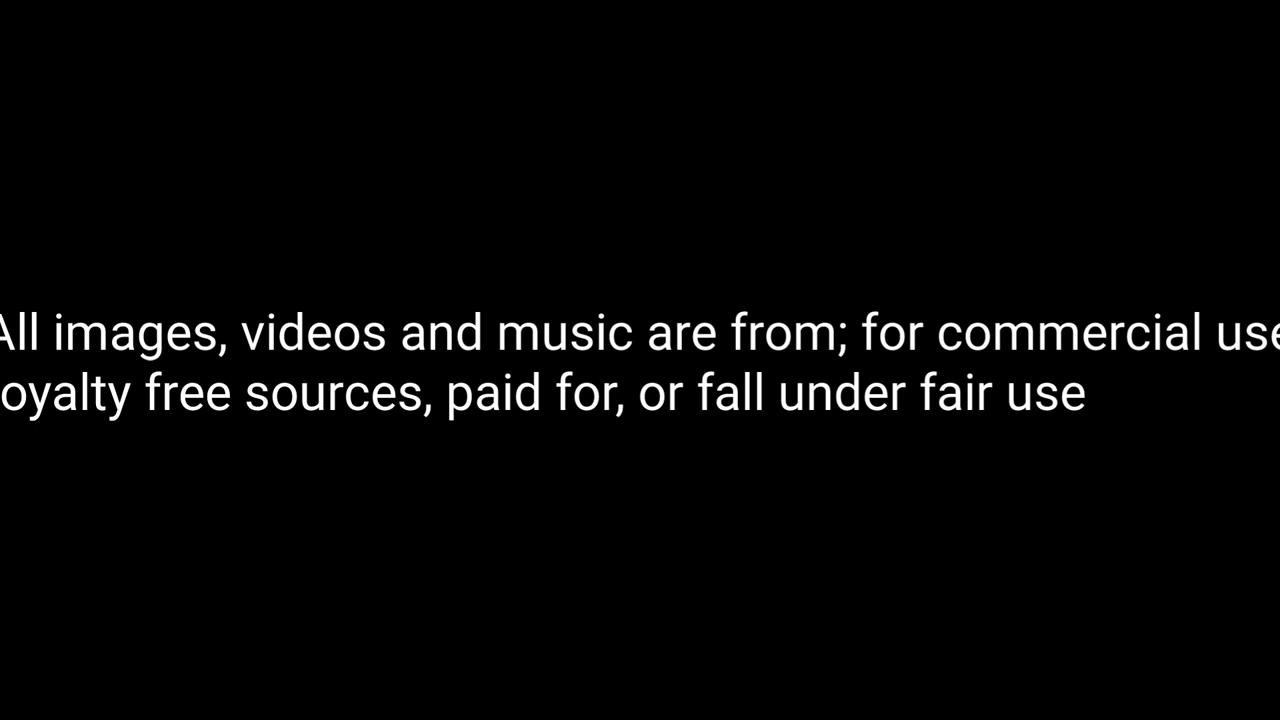 All images, videos and music are from; for commercial use
oyalty free sources, paid for, or fall under fair use